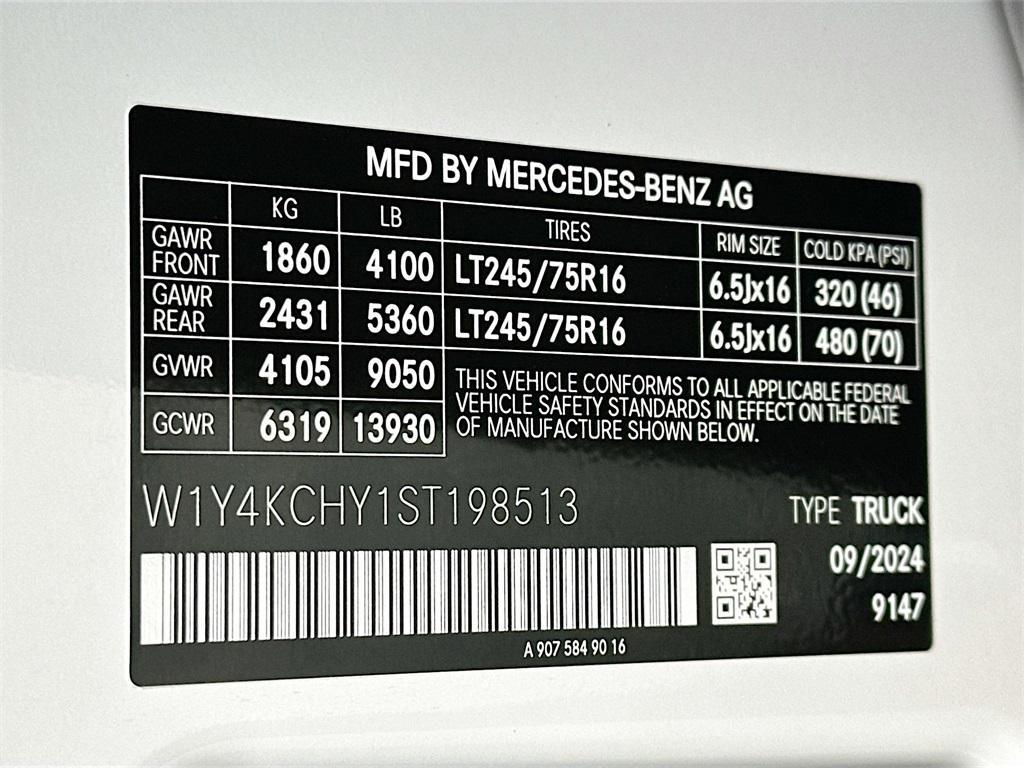 MFD BY MERCEDES-BENZ AG
KG LB TIRES RIM SIZE COLD KPA (PSI)
GAWR FRONT 1860 4100 LT245/75R16 6.5Jx16 320 (46)
GAWR REAR 2431 5360 LT245/75R16 6.5Jx16 480 (70)
GVWR 4105 9050
GCWR 6319 13930
THIS VEHICLE CONFORMS TO ALL APPLICABLE FEDERAL
VEHICLE SAFETY STANDARDS IN EFFECT ON THE DATE
OF MANUFACTURE SHOWN BELOW.
W1Y4KCHY1ST198513 TYPE TRUCK
09/2024
9147
A 907 584 90 16